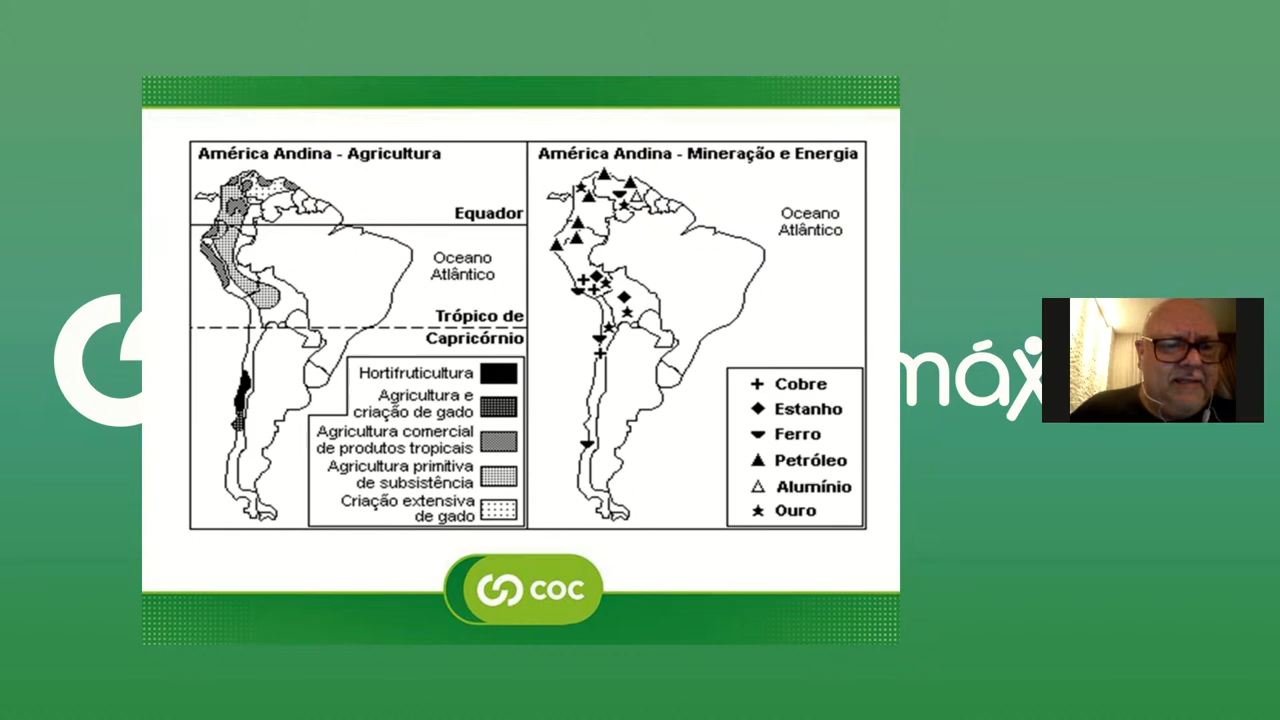 América Andina - Agricultura
Equador
Oceano
Atlântico
Trópico de
Capricórnio
Hortifruticultura
Agricultura e
criação de gado
Agricultura comercial
de produtos tropicais
Agricultura primitiva
de subsistência
Criação extensiva
de gado
América Andina - Mineração e Energia
Oceano
Atlântico
Cobre
Estanho
Ferro
Petróleo
Alumínio
Ouro
coc
máx